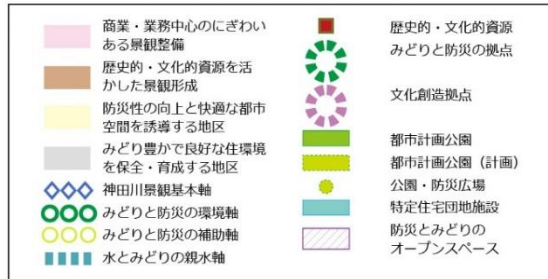 商業・業務中心のにぎわい
ある景観整備
歴史的・文化的資源を活
かした景観形成
防災性の向上と快適な都市
空間を誘導する地区
みどり豊かで良好な住環境
を保全・育成する地区
神田川景観基本軸
みどりと防災の環境軸
みどりと防災の補助軸
水とみどりの親水軸
歴史的・文化的資源
みどりと防災の拠点
文化創造拠点
都市計画公園
都市計画公園（計画）
公園・防災広場
特定住宅団地施設
防災とみどりの
オープンスペース